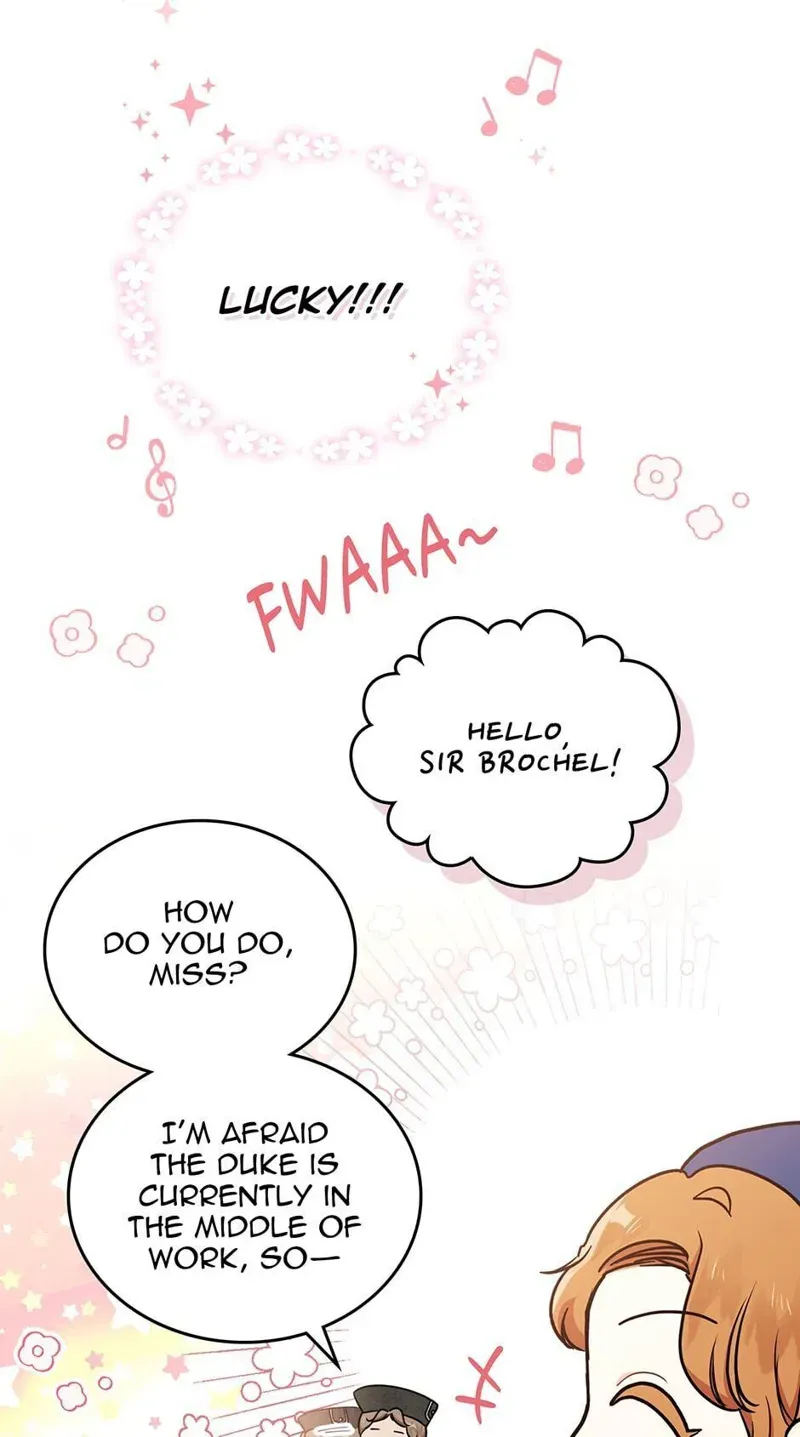 LUCKY!!!
FWAAA~
HELLO,
SIR BROCHEL!
HOW
DO YOU DO,
MISS?
I'M AFRAID
THE DUKE IS
CURRENTLY IN
THE MIDDLE OF
WORK, SO—